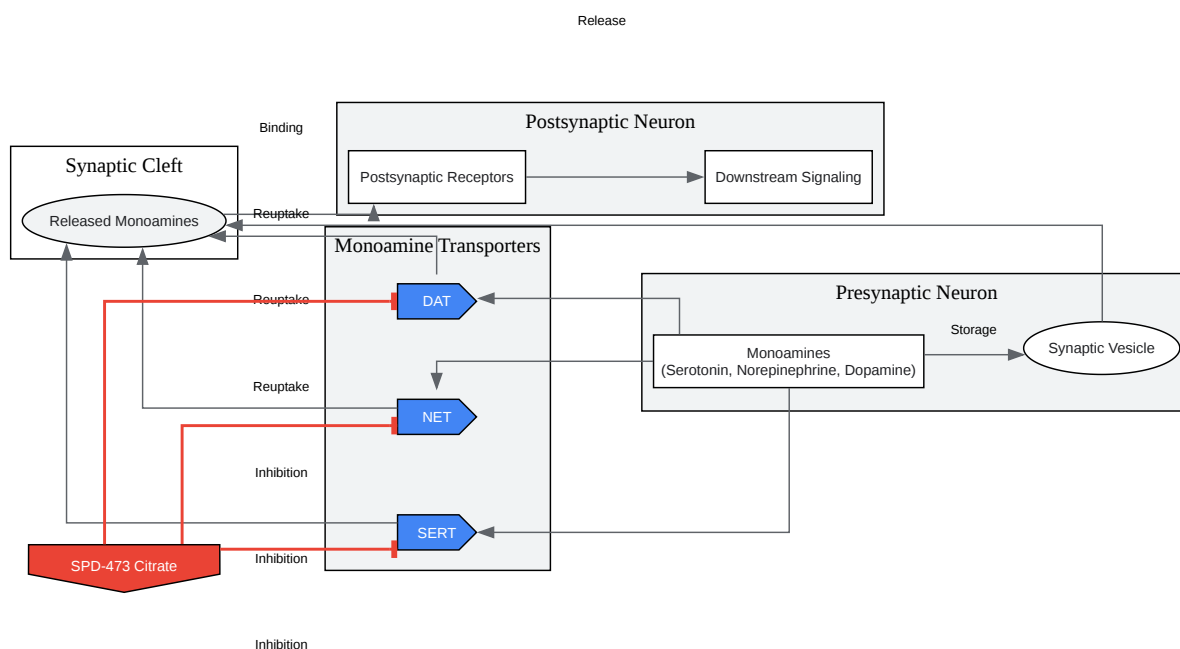 Release
Binding
Postsynaptic Neuron
Postsynaptic Receptors
Downstream Signaling
Synaptic Cleft
Released Monoamines
Reuptake
Monoamine Transporters
DAT
Reuptake
Presynaptic Neuron
Monoamines
(Serotonin, Norepinephrine, Dopamine)
Storage
Synaptic Vesicle
Reuptake
NET
Inhibition
SERT
SPD-473 Citrate
Inhibition
Inhibition